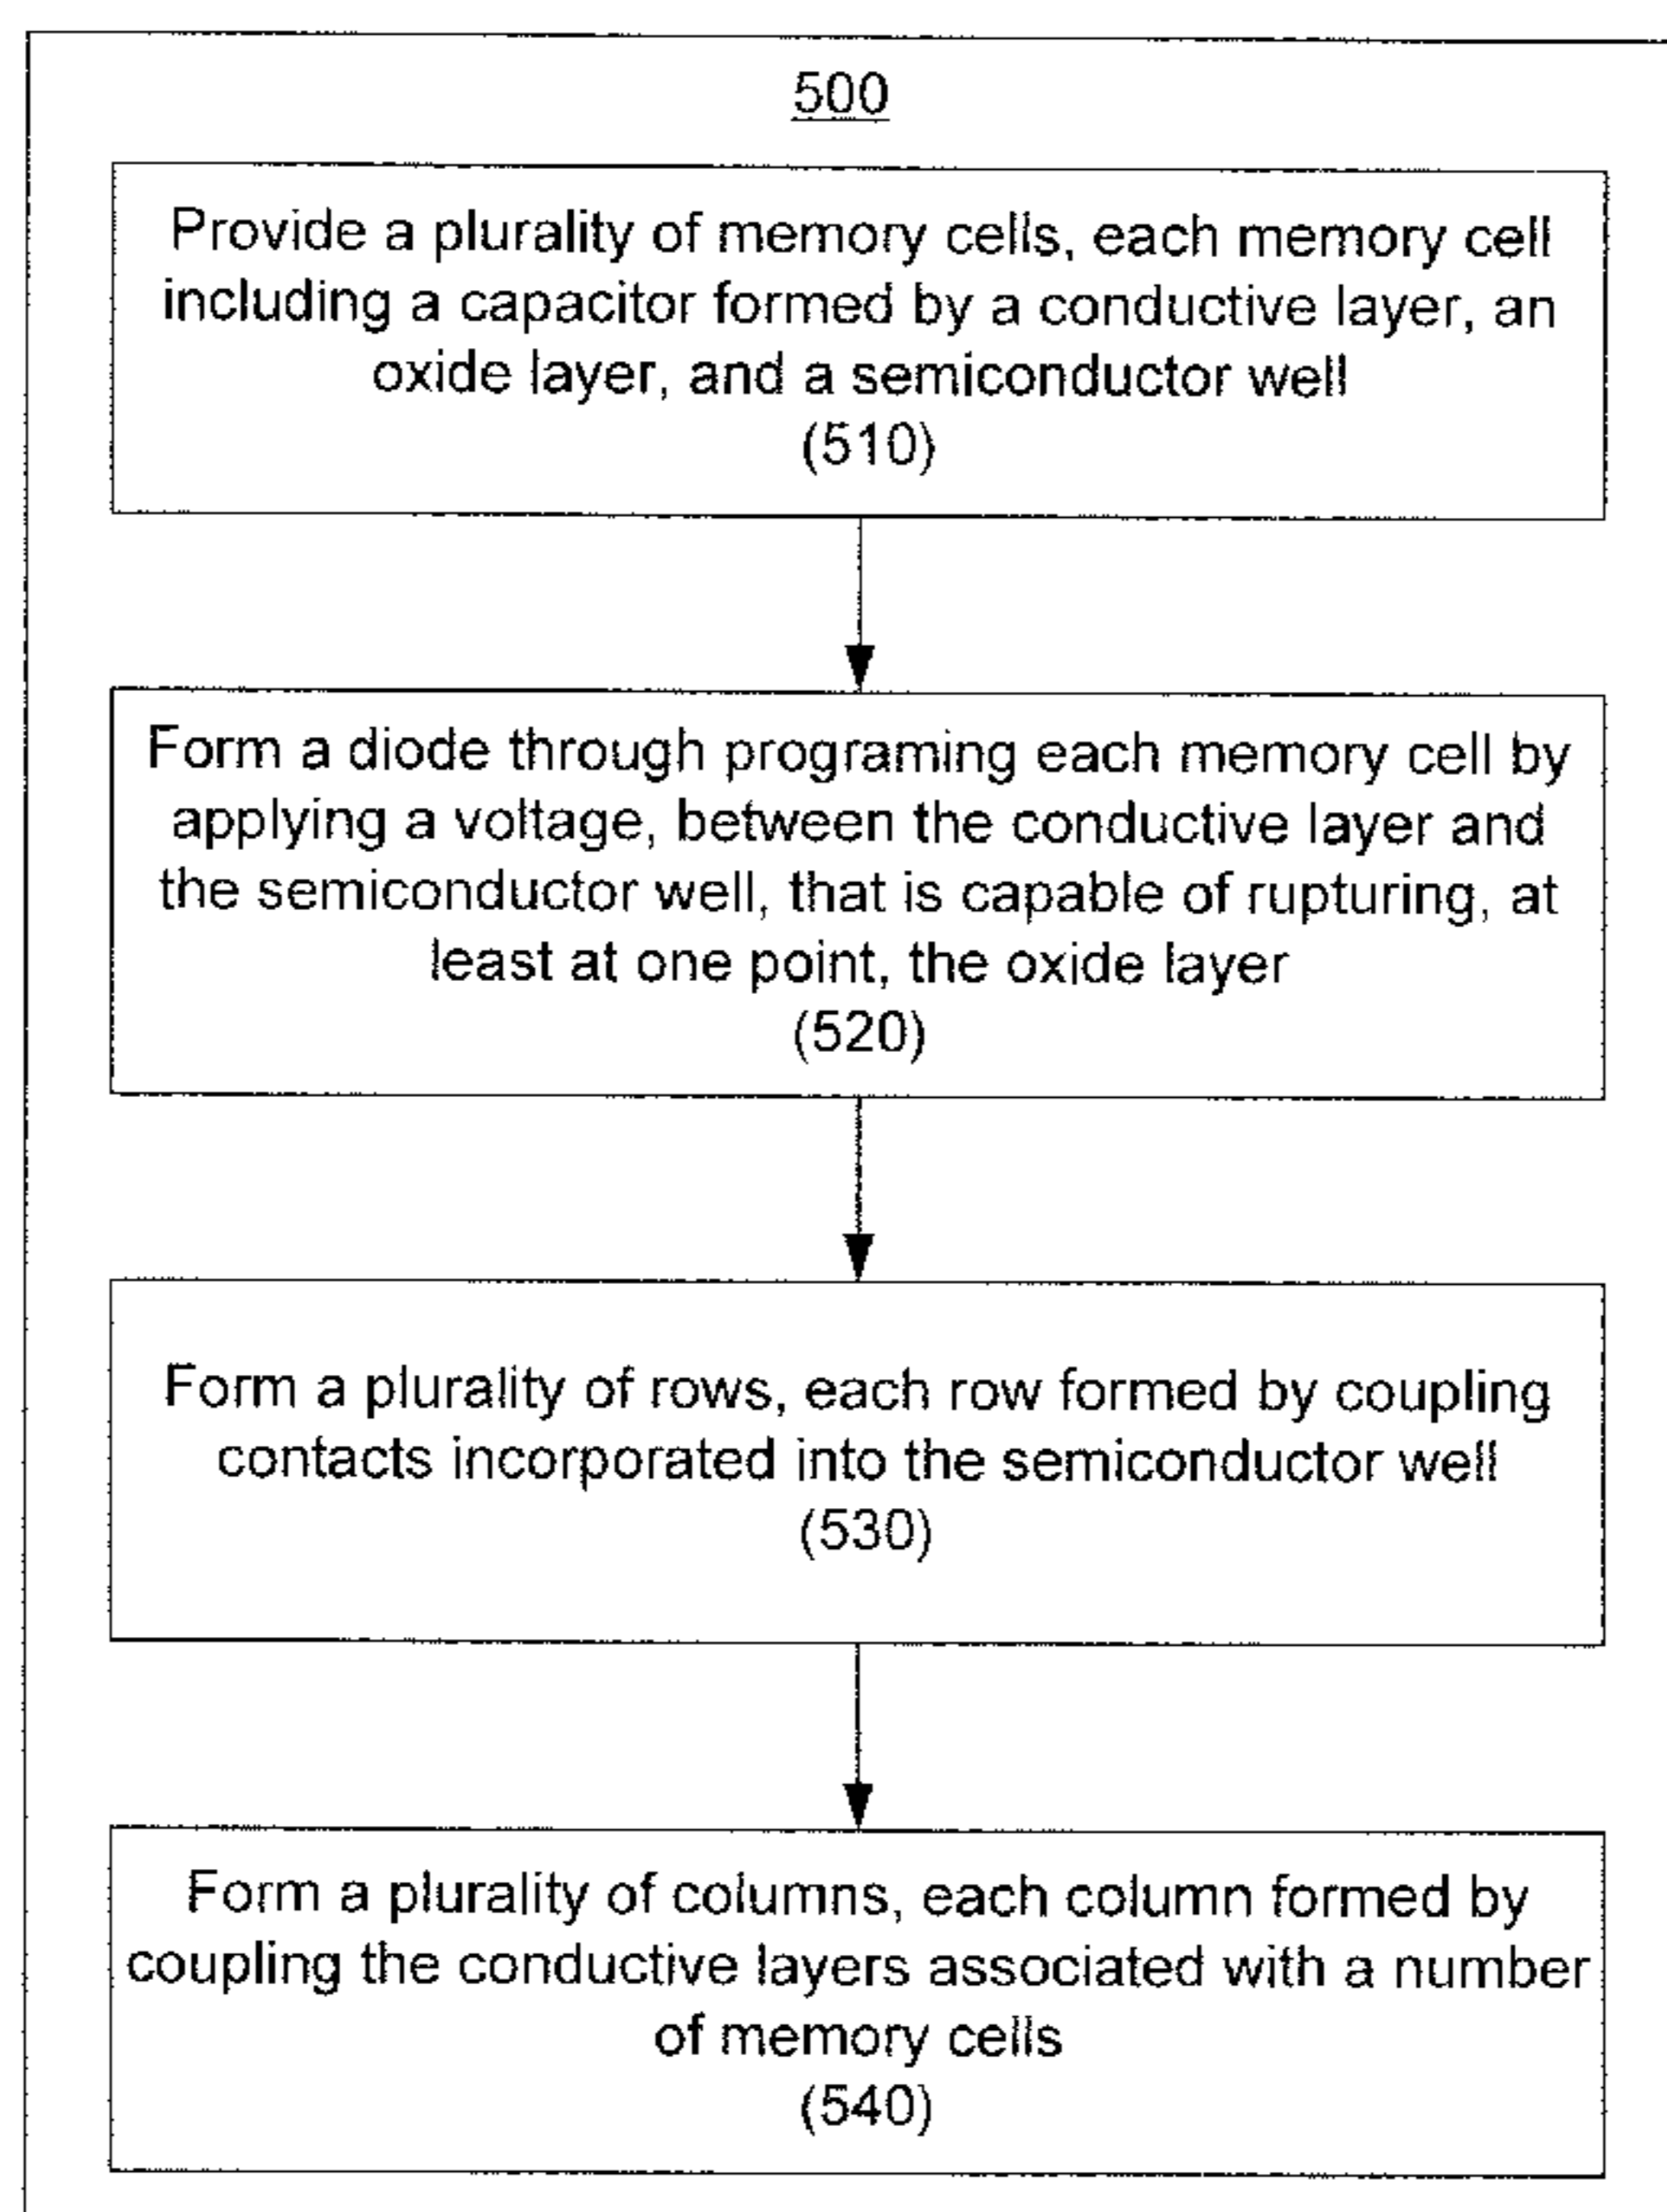 500
Provide a plurality of memory cells, each memory cell
including a capacitor formed by a conductive layer, an
oxide layer, and a semiconductor well
(510)
Form a diode through programing each memory cell by
applying a voltage, between the conductive layer and
the semiconductor well, that is capable of rupturing, at
least at one point, the oxide layer
(520)
Form a plurality of rows, each row formed by coupling
contacts incorporated into the semiconductor well
(530)
Form a plurality of columns, each column formed by
coupling the conductive layers associated with a number
of memory cells
(540)